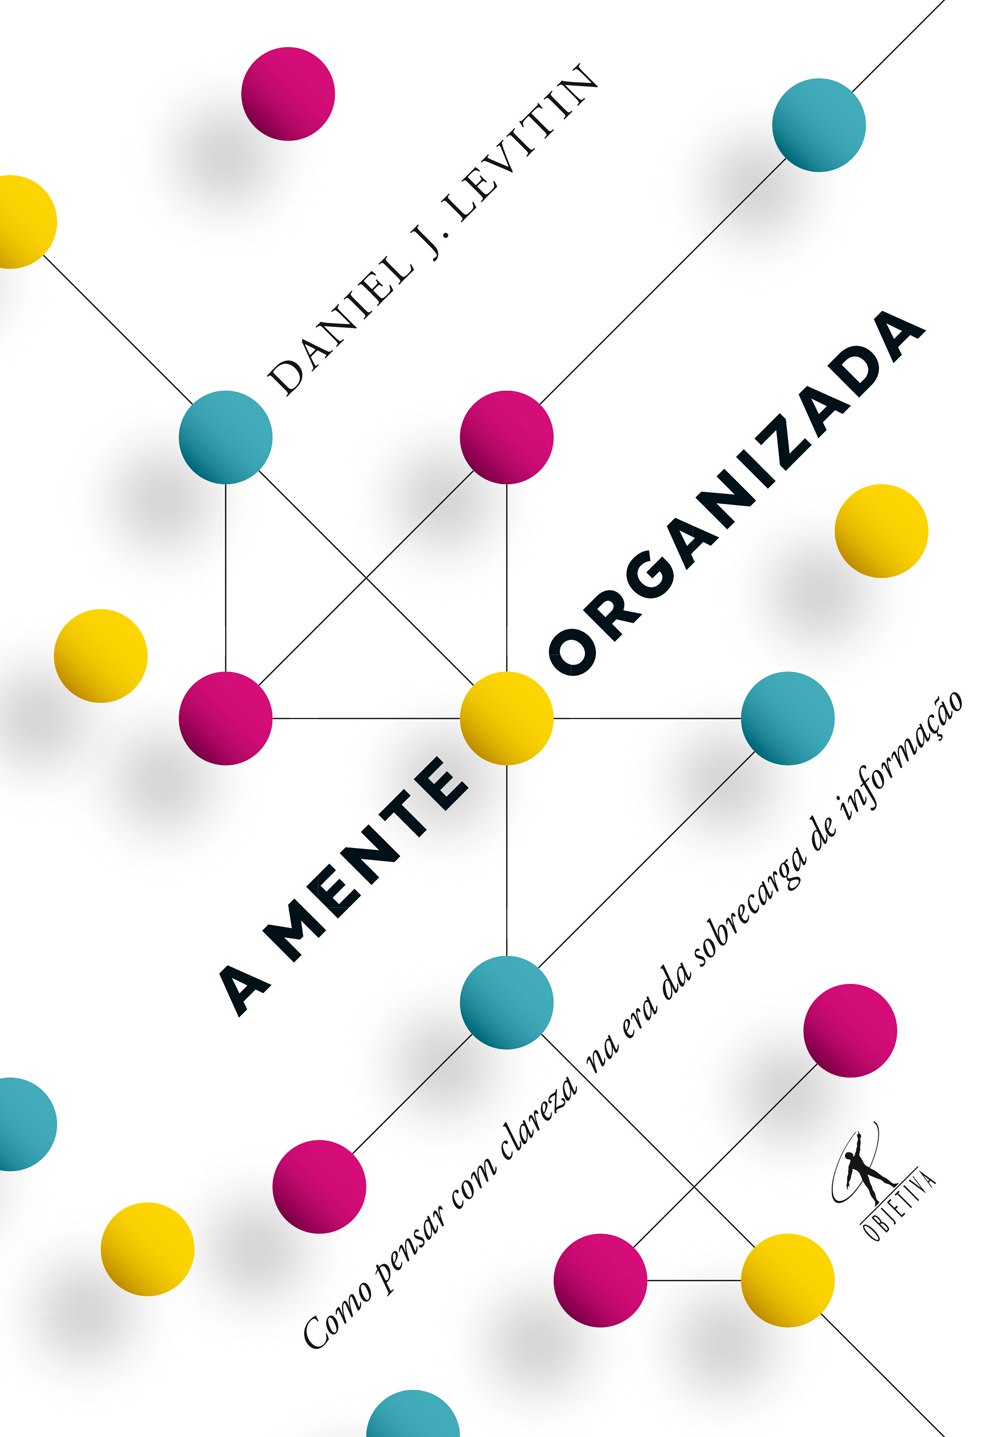 DANIEL J. LEVITIN
A MENTE ORGANIZADA
Como pensar com clareza na era da sobrecarga de informação
OBJETIVA